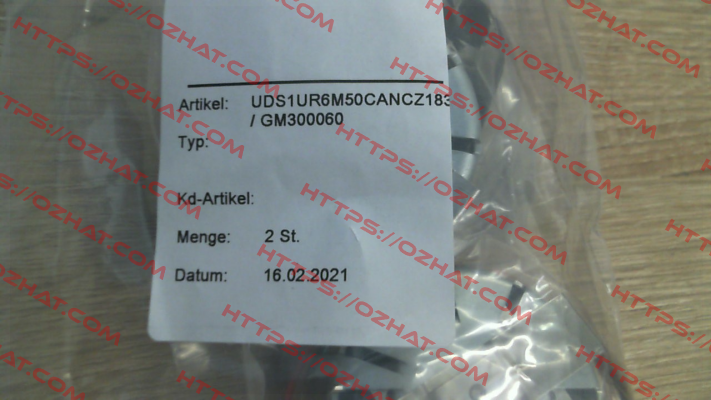 Artikel: UDS1UR6M50CANCZ183
/ GM300060
Typ:
Kd-Artikel:
Menge: 2 St.
Datum: 16.02.2021
HTTPS://OZHAT.COM